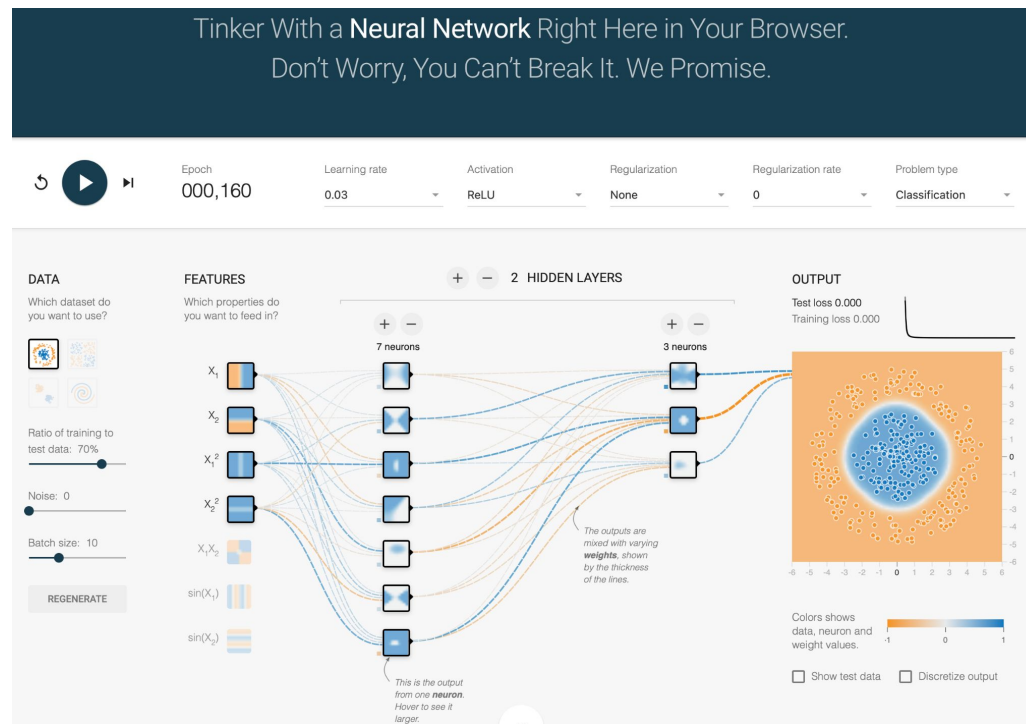 Tinker With a Neural Network Right Here in Your Browser.
Don't Worry, You Can't Break It. We Promise.
Epoch
000,160
Learning rate
0.03
Activation
ReLU
Regularization
None
Regularization rate
0
Problem type
Classification
DATA
Which dataset do
you want to use?
Ratio of training to
test data: 70%
Noise: 0
Batch size: 10
REGENERATE
FEATURES
Which properties do
you want to feed in?
X₁
X₂
X₁²
X₂²
X₁X₂
sin(X₁)
sin(X₂)
+ − 2 HIDDEN LAYERS
+ −
7 neurons
+ −
3 neurons
The outputs are
mixed with varying
weights, shown
by the thickness
of the lines.
This is the output
from one neuron.
Hover to see it
larger.
OUTPUT
Test loss 0.000
Training loss 0.000
6
5
4
3
2
1
0
-1
-2
-3
-4
-5
-6
-6 -5 -4 -3 -2 -1 0 1 2 3 4 5 6
Colors shows
data, neuron and
weight values.
-1 0 1
Show test data
Discretize output